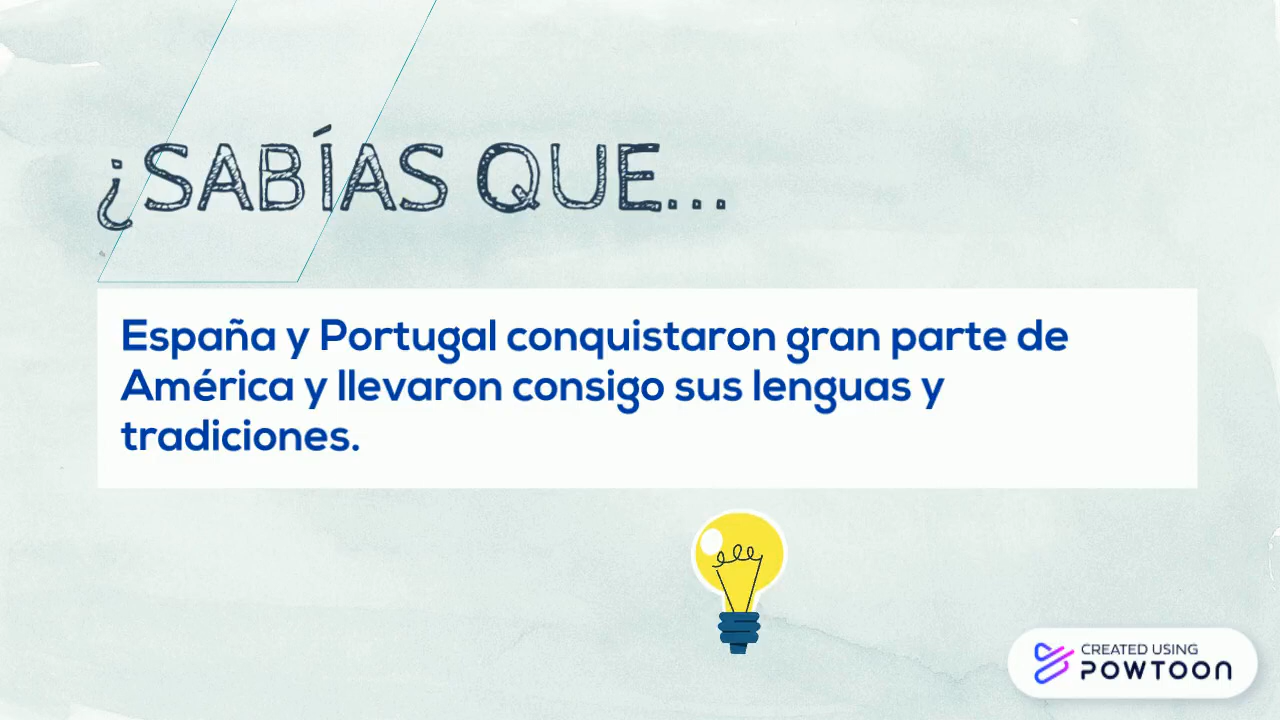 ¿SABÍAS QUE...
España y Portugal conquistaron gran parte de
América y llevaron consigo sus lenguas y
tradiciones.
CREATED USING
POWTOON